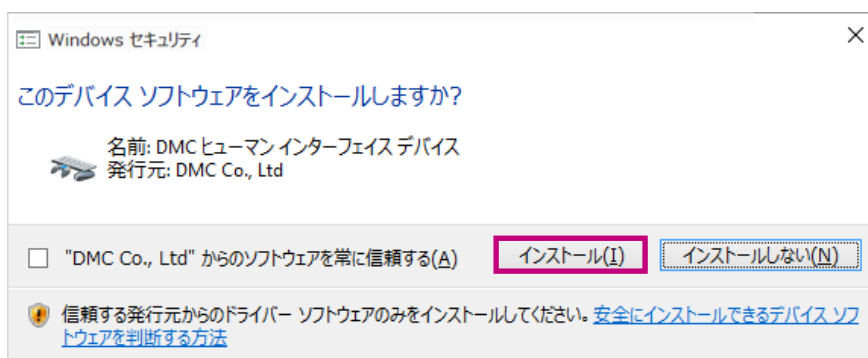 Windows セキュリティ
このデバイス ソフトウェアをインストールしますか?
名前: DMC ヒューマン インターフェイス デバイス
発行元: DMC Co., Ltd
"DMC Co., Ltd" からのソフトウェアを常に信頼する(A) インストール(I) インストールしない(N)
信頼する発行元からのドライバー ソフトウェアのみをインストールしてください。安全にインストールできるデバイス ソフ
トウェアを判断する方法